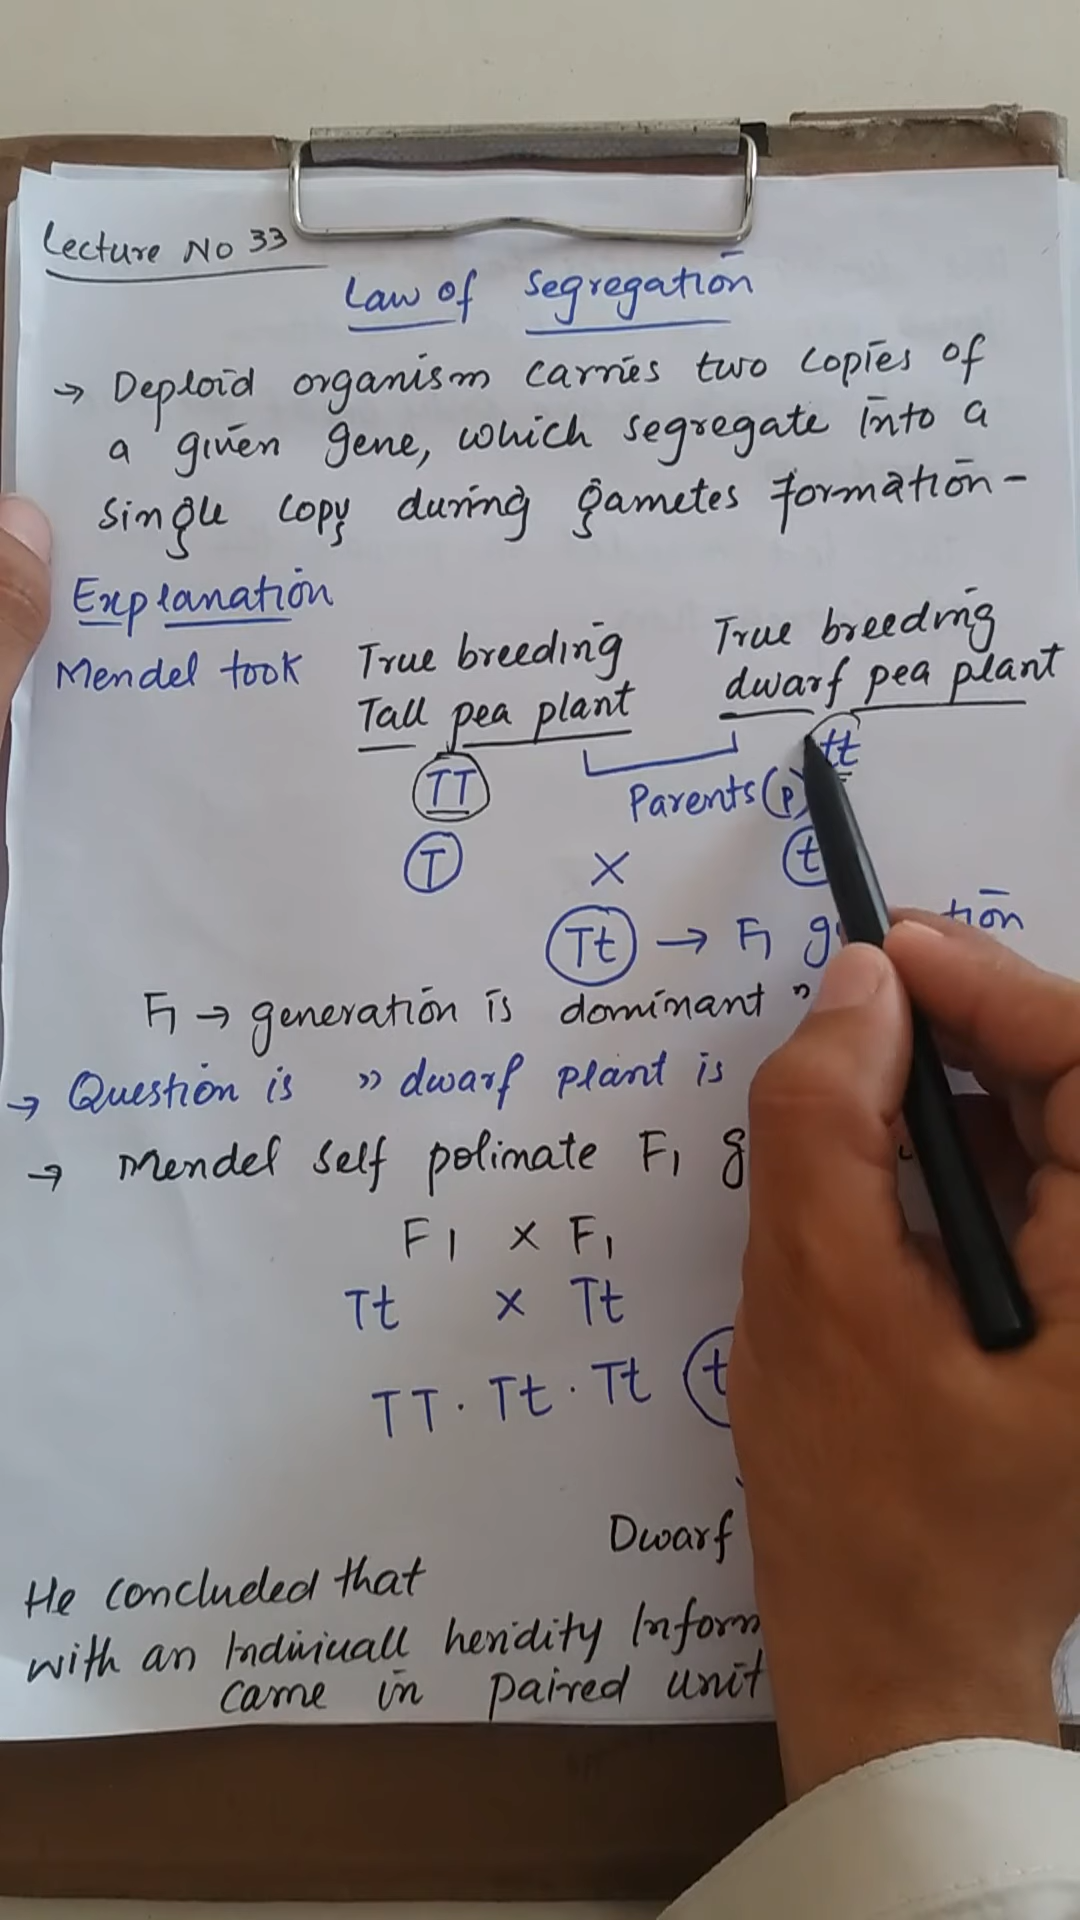 Lecture No 33
Law of Segregation
→ Deploid organism carries two copies of
a given gene, which segregate into a
single copy during gametes formation-
Explanation
Mendel took True breeding Tall pea plant
True breeding dwarf pea plant
TT tt
Parents (P)
T × t
Tt → F1
F1 → generation is dominant "
→ Question is " dwarf plant is
→ Mendel self polinate F1
F1 × F1
Tt × Tt
TT . Tt . Tt
Dwarf
He concluded that
with an Indiviuall heridity
came in paired unit